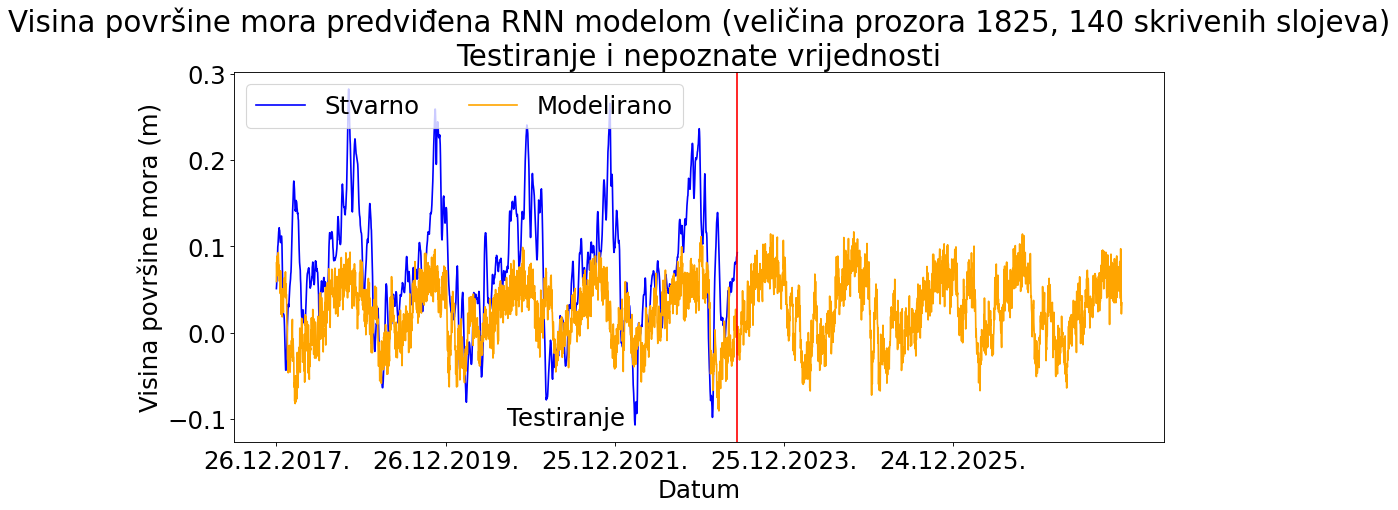 Visina površine mora predviđena RNN modelom (veličina prozora 1825, 140 skrivenih slojeva)
Testiranje i nepoznate vrijednosti
Stvarno
Modelirano
Visina površine mora (m)
0.3
0.2
0.1
0.0
−0.1
Testiranje
26.12.2017.
26.12.2019.
25.12.2021.
25.12.2023.
24.12.2025.
Datum